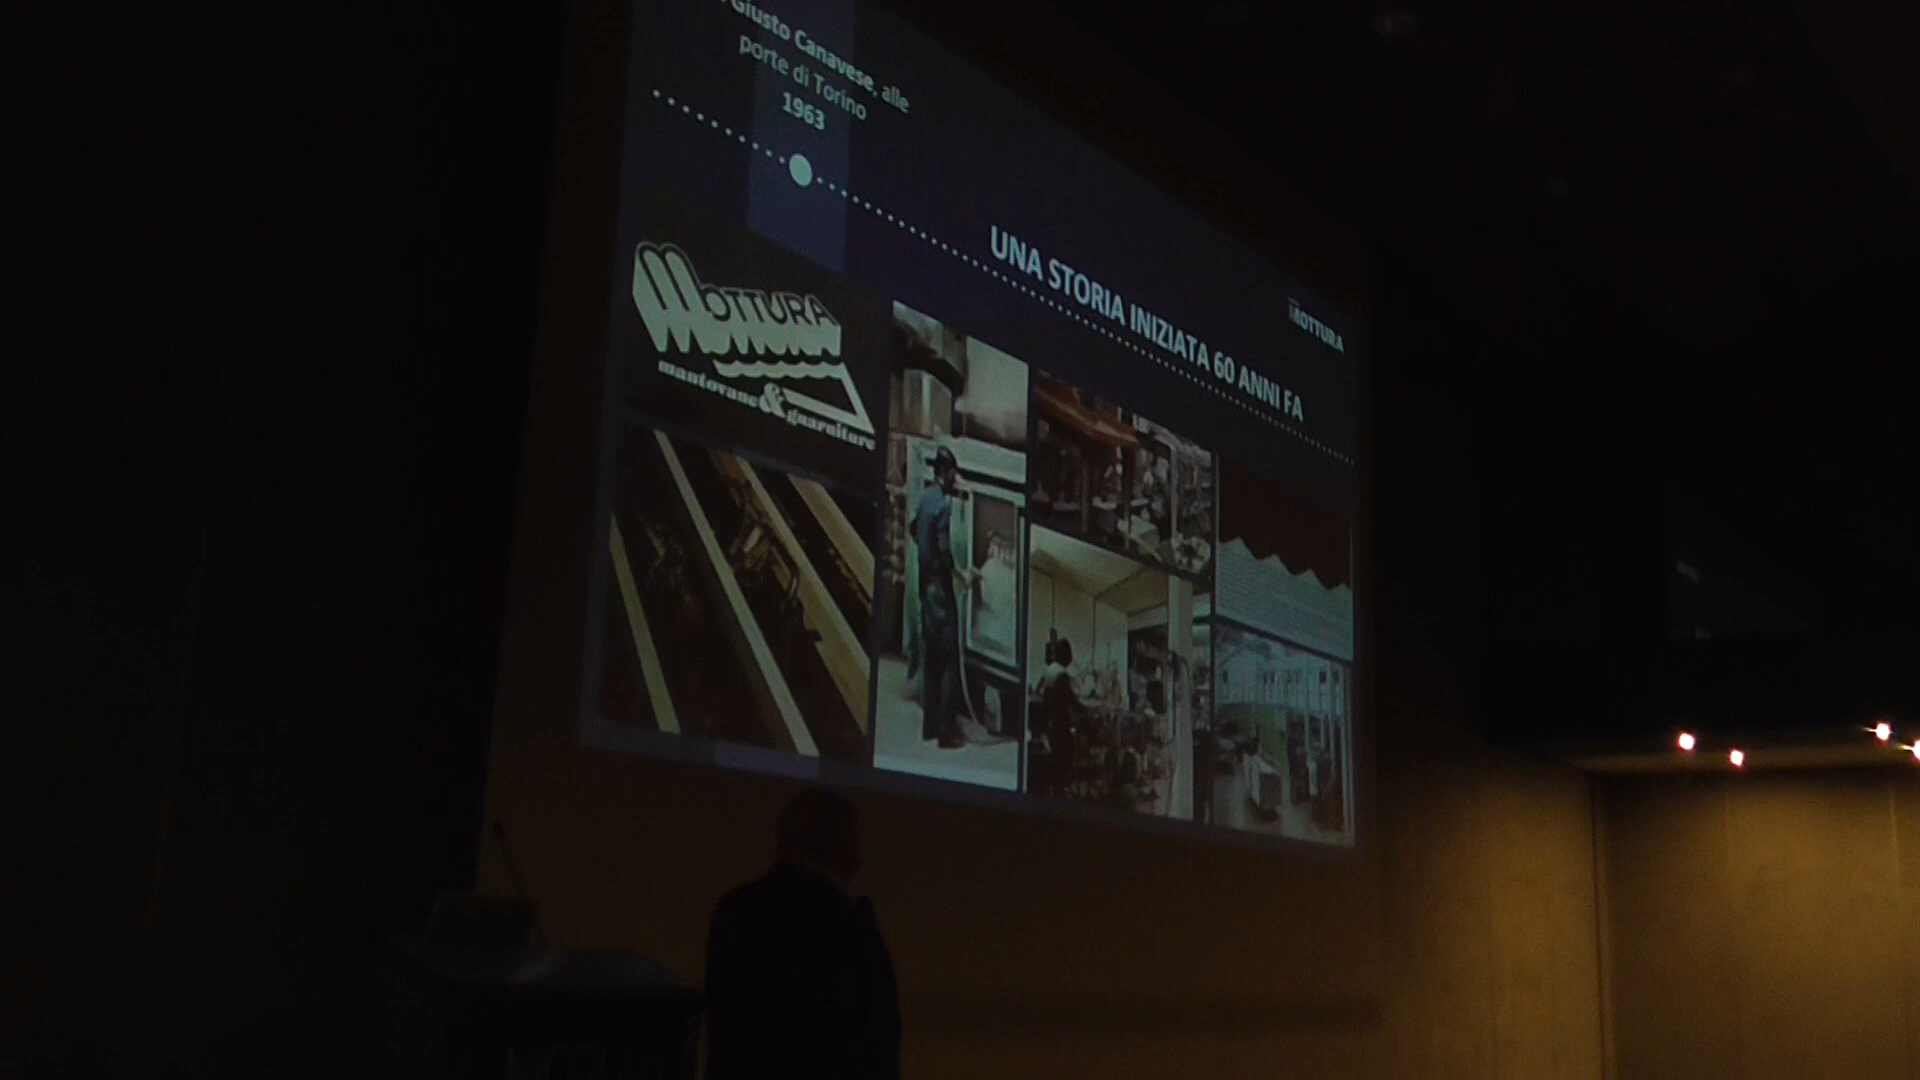 Giusto Canavese, alle
porte di Torino
1963
UNA STORIA INIZIATA 60 ANNI FA
MOTTURA
MOTTURA
mantovane & guarniture